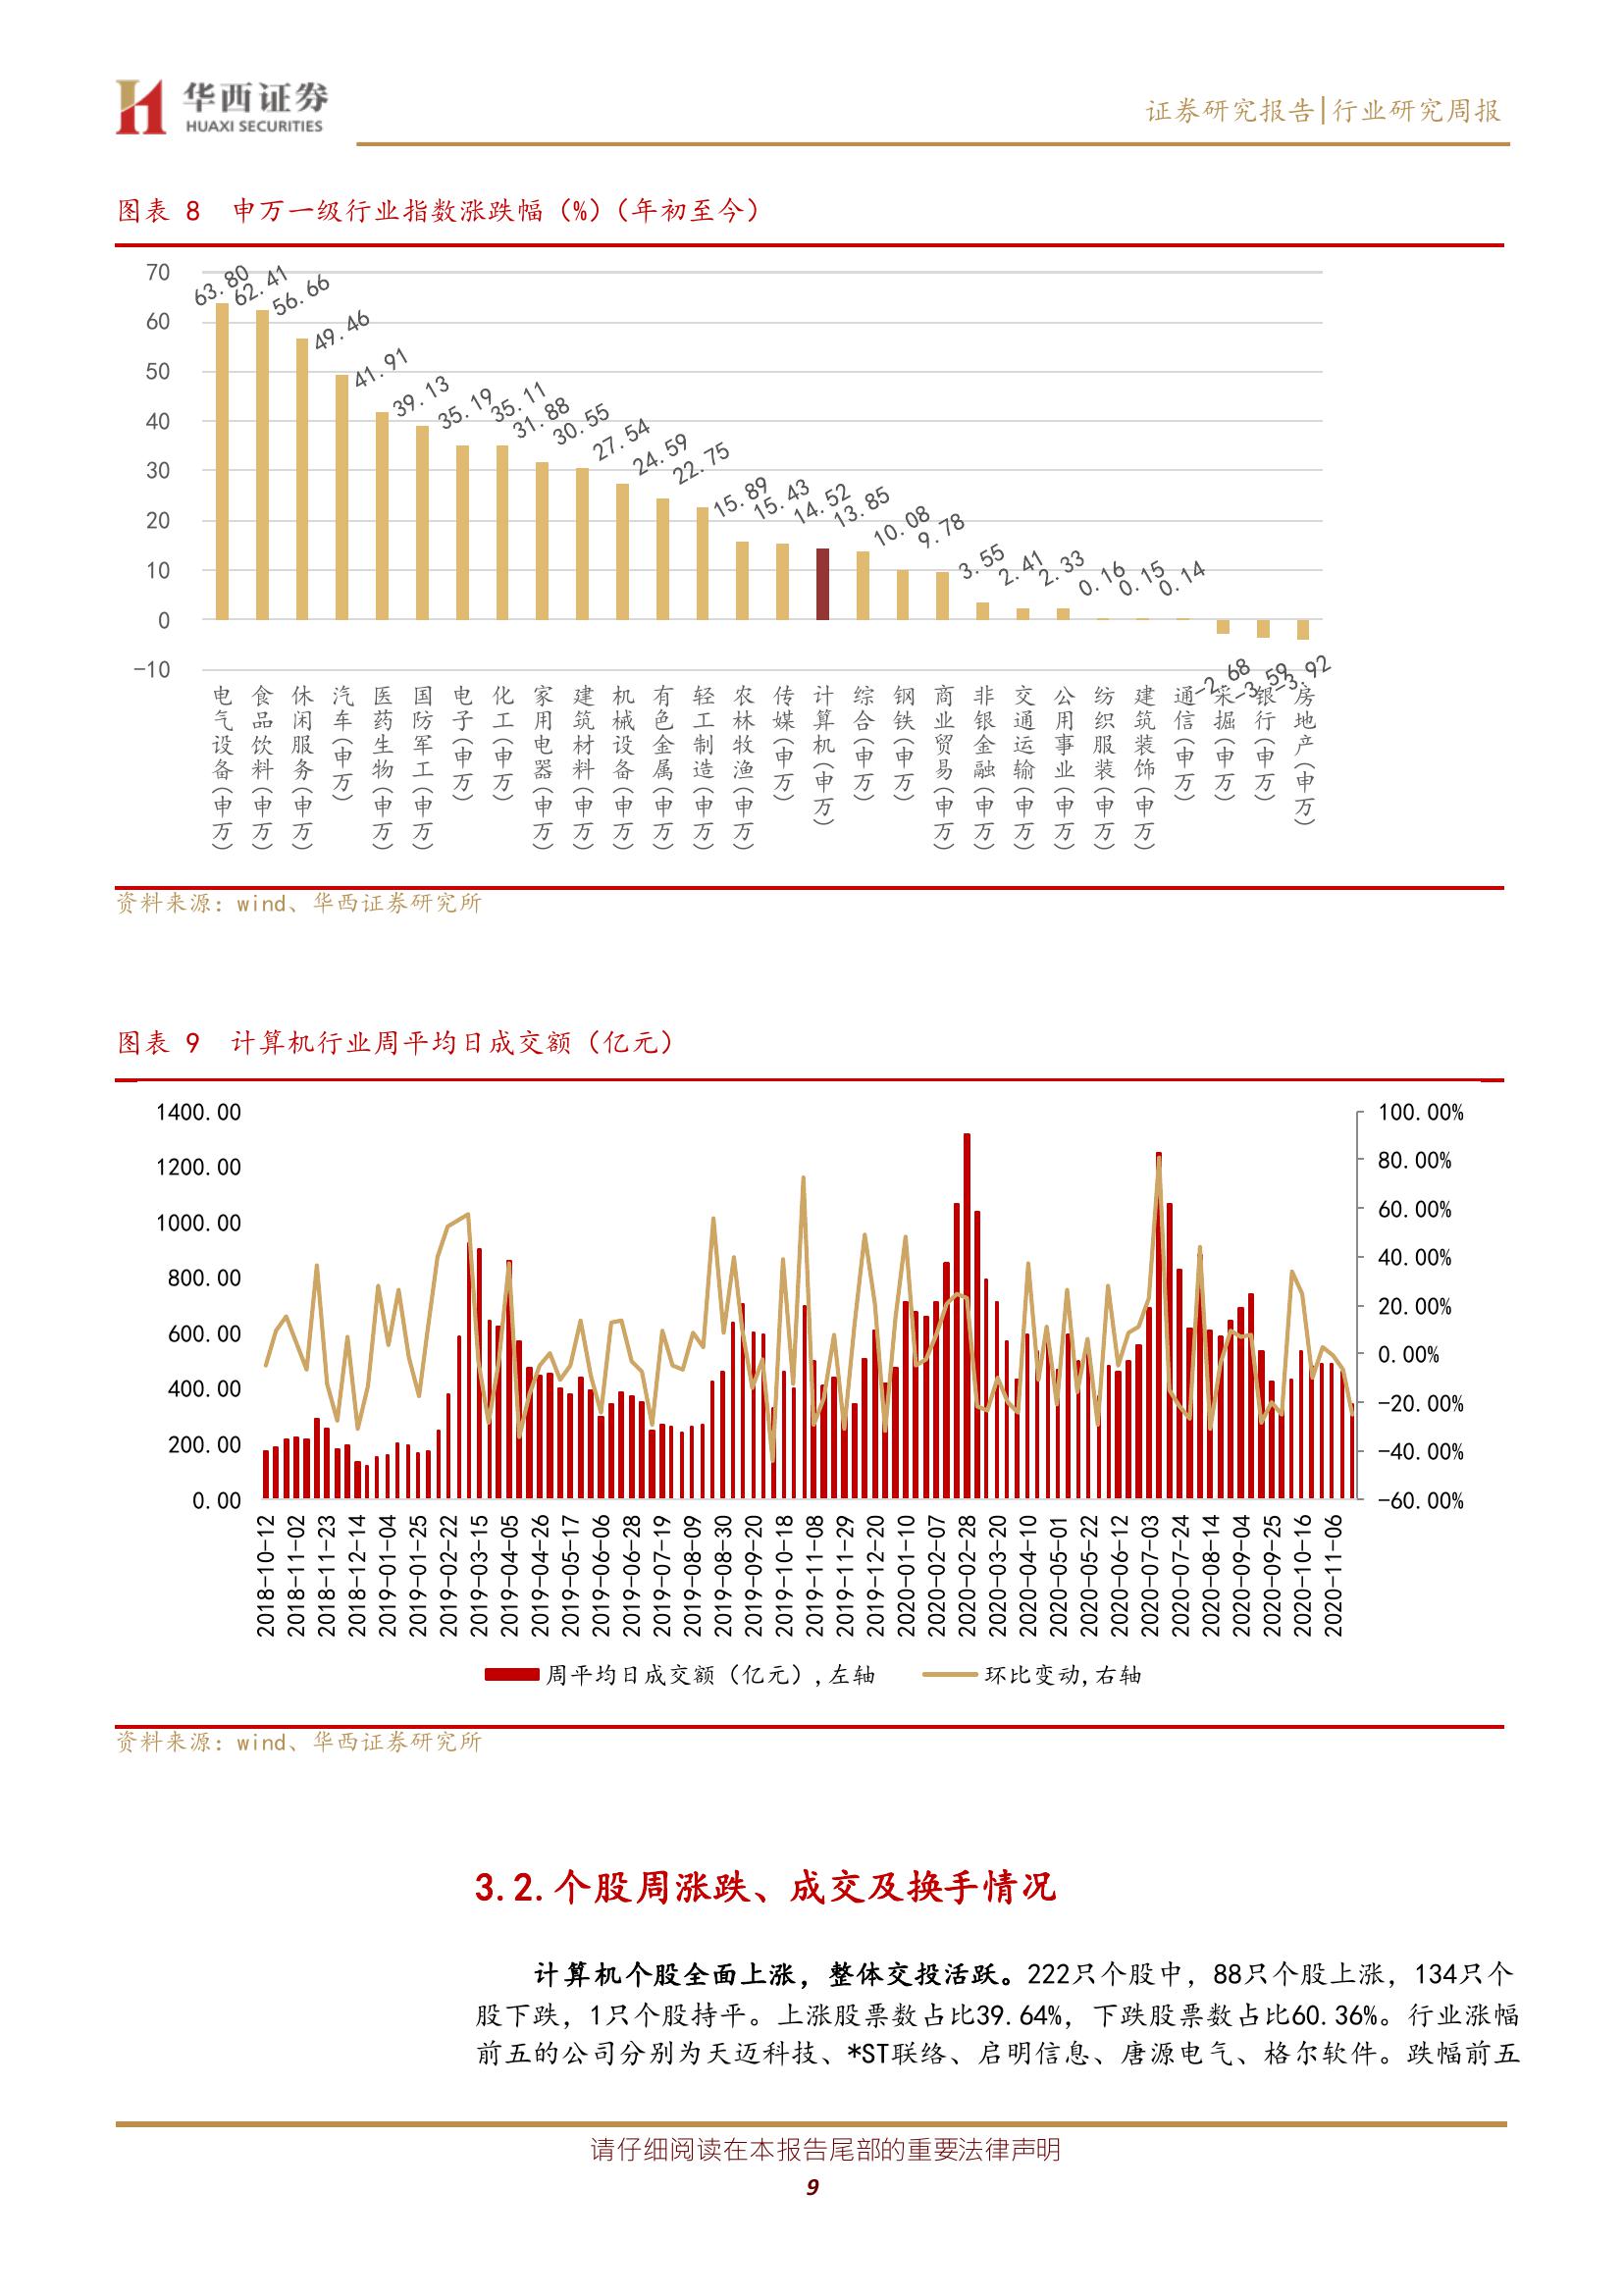 华西证券
HUAXI SECURITIES
证券研究报告|行业研究周报
图表 8 申万一级行业指数涨跌幅（%）（年初至今）
70
60
50
40
30
20
10
0
-10
63.80
62.41
56.66
49.46
41.91
39.13
35.19
35.11
31.88
30.55
27.54
24.59
22.75
15.89
15.43
14.52
13.85
10.08
9.78
3.55
2.41
2.33
0.16
0.15
0.14
-2.68
-3.59
-3.92
电气设备(申万)
食品饮料(申万)
休闲服务(申万)
汽车(申万)
医药生物(申万)
国防军工(申万)
电子(申万)
化工(申万)
家用电器(申万)
建筑材料(申万)
机械设备(申万)
有色金属(申万)
轻工制造(申万)
农林牧渔(申万)
传媒(申万)
计算机(申万)
综合(申万)
钢铁(申万)
商业贸易(申万)
非银金融(申万)
交通运输(申万)
公用事业(申万)
纺织服装(申万)
建筑装饰(申万)
通信(申万)
采掘(申万)
银行(申万)
房地产(申万)
资料来源：wind、华西证券研究所
图表 9 计算机行业周平均日成交额（亿元）
1400.00
1200.00
1000.00
800.00
600.00
400.00
200.00
0.00
100.00%
80.00%
60.00%
40.00%
20.00%
0.00%
-20.00%
-40.00%
-60.00%
2018-10-12
2018-11-02
2018-11-23
2018-12-14
2019-01-04
2019-01-25
2019-02-22
2019-03-15
2019-04-05
2019-04-26
2019-05-17
2019-06-06
2019-06-28
2019-07-19
2019-08-09
2019-08-30
2019-09-20
2019-10-18
2019-11-08
2019-11-29
2019-12-20
2020-01-10
2020-02-07
2020-02-28
2020-03-20
2020-04-10
2020-05-01
2020-05-22
2020-06-12
2020-07-03
2020-07-24
2020-08-14
2020-09-04
2020-09-25
2020-10-16
2020-11-06
周平均日成交额（亿元）,左轴
环比变动,右轴
资料来源：wind、华西证券研究所
3.2.个股周涨跌、成交及换手情况
计算机个股全面上涨，整体交投活跃。222只个股中，88只个股上涨，134只个
股下跌，1只个股持平。上涨股票数占比39.64%，下跌股票数占比60.36%。行业涨幅
前五的公司分别为天迈科技、*ST联络、启明信息、唐源电气、格尔软件。跌幅前五
请仔细阅读在本报告尾部的重要法律声明
9